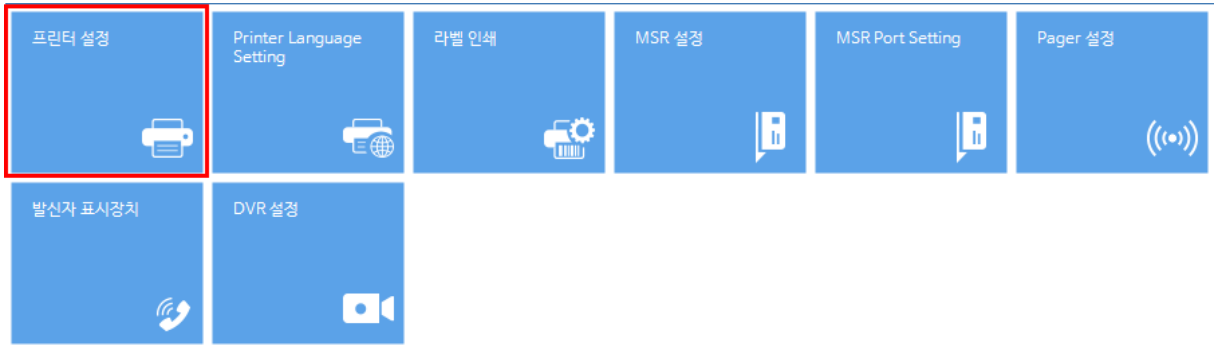 프린터 설정
Printer Language
Setting
라벨 인쇄
MSR 설정
MSR Port Setting
Pager 설정
발신자 표시장치
DVR 설정